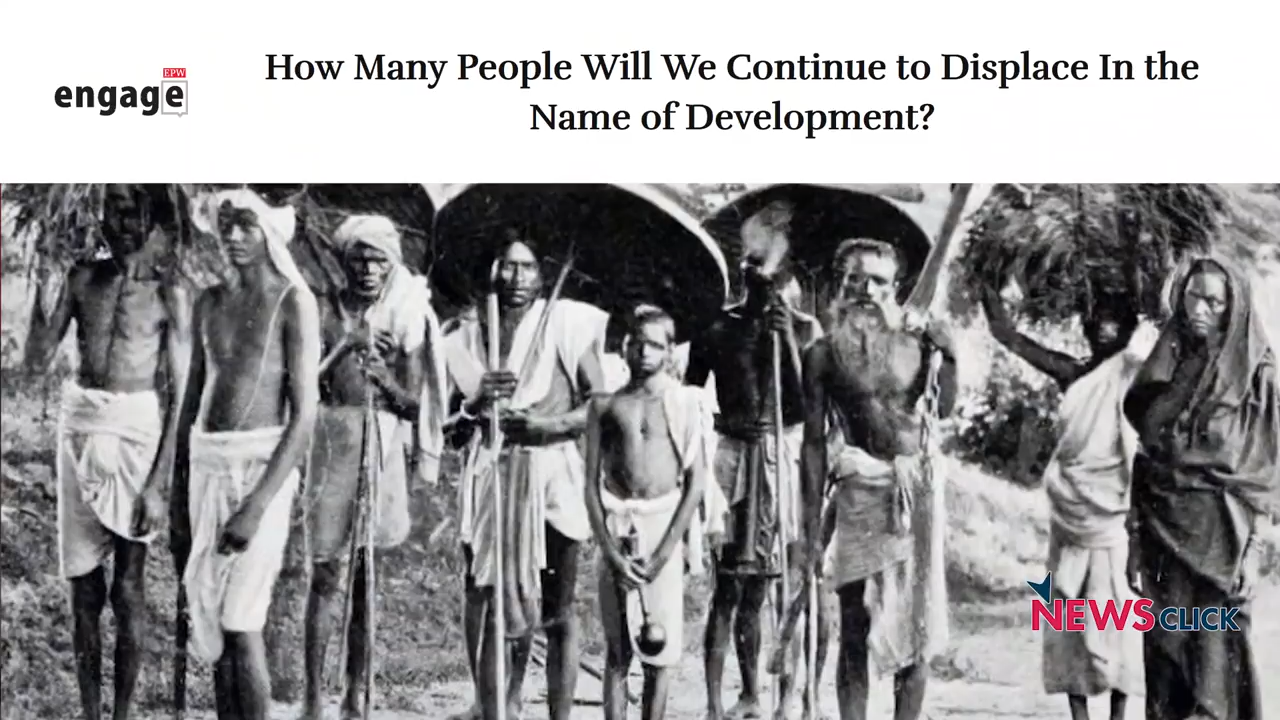 EPW
engage
How Many People Will We Continue to Displace In the
Name of Development?
NEWSCLICK